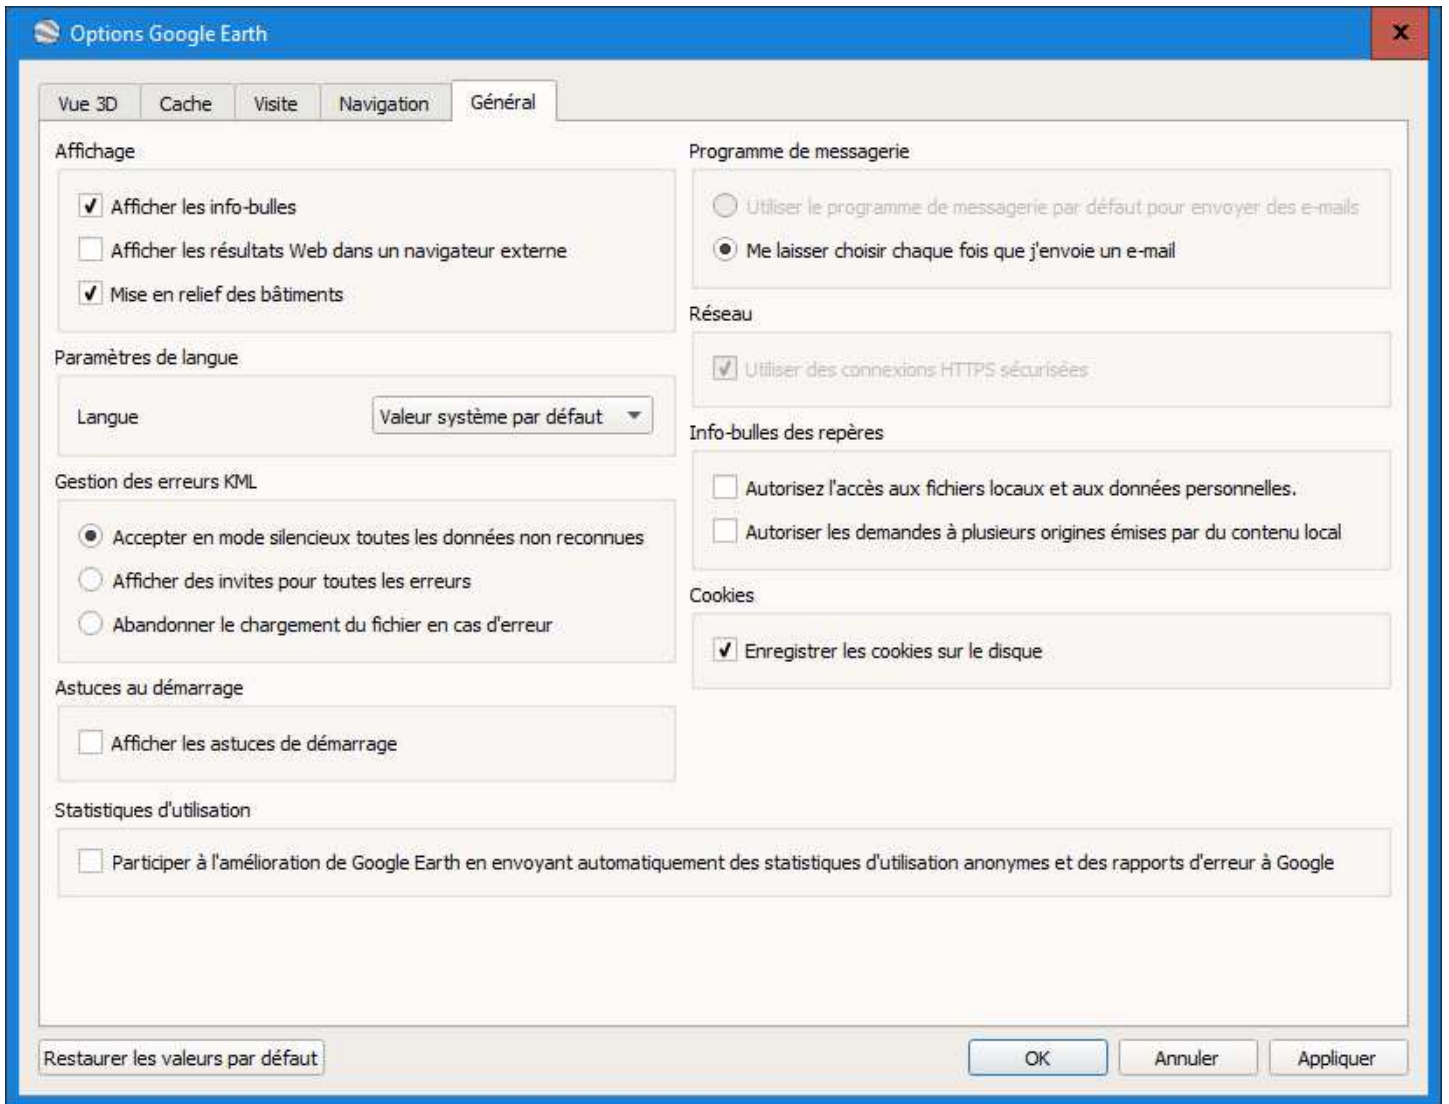 Options Google Earth
Vue 3D
Cache
Visite
Navigation
Général
Affichage
Afficher les info-bulles
Afficher les résultats Web dans un navigateur externe
Mise en relief des bâtiments
Paramètres de langue
Langue
Valeur système par défaut
Gestion des erreurs KML
Accepter en mode silencieux toutes les données non reconnues
Afficher des invites pour toutes les erreurs
Abandonner le chargement du fichier en cas d'erreur
Astuces au démarrage
Afficher les astuces de démarrage
Programme de messagerie
Utiliser le programme de messagerie par défaut pour envoyer des e-mails
Me laisser choisir chaque fois que j'envoie un e-mail
Réseau
Utiliser des connexions HTTPS sécurisées
Info-bulles des repères
Autorisez l'accès aux fichiers locaux et aux données personnelles.
Autoriser les demandes à plusieurs origines émises par du contenu local
Cookies
Enregistrer les cookies sur le disque
Statistiques d'utilisation
Participer à l'amélioration de Google Earth en envoyant automatiquement des statistiques d'utilisation anonymes et des rapports d'erreur à Google
Restaurer les valeurs par défaut
OK
Annuler
Appliquer